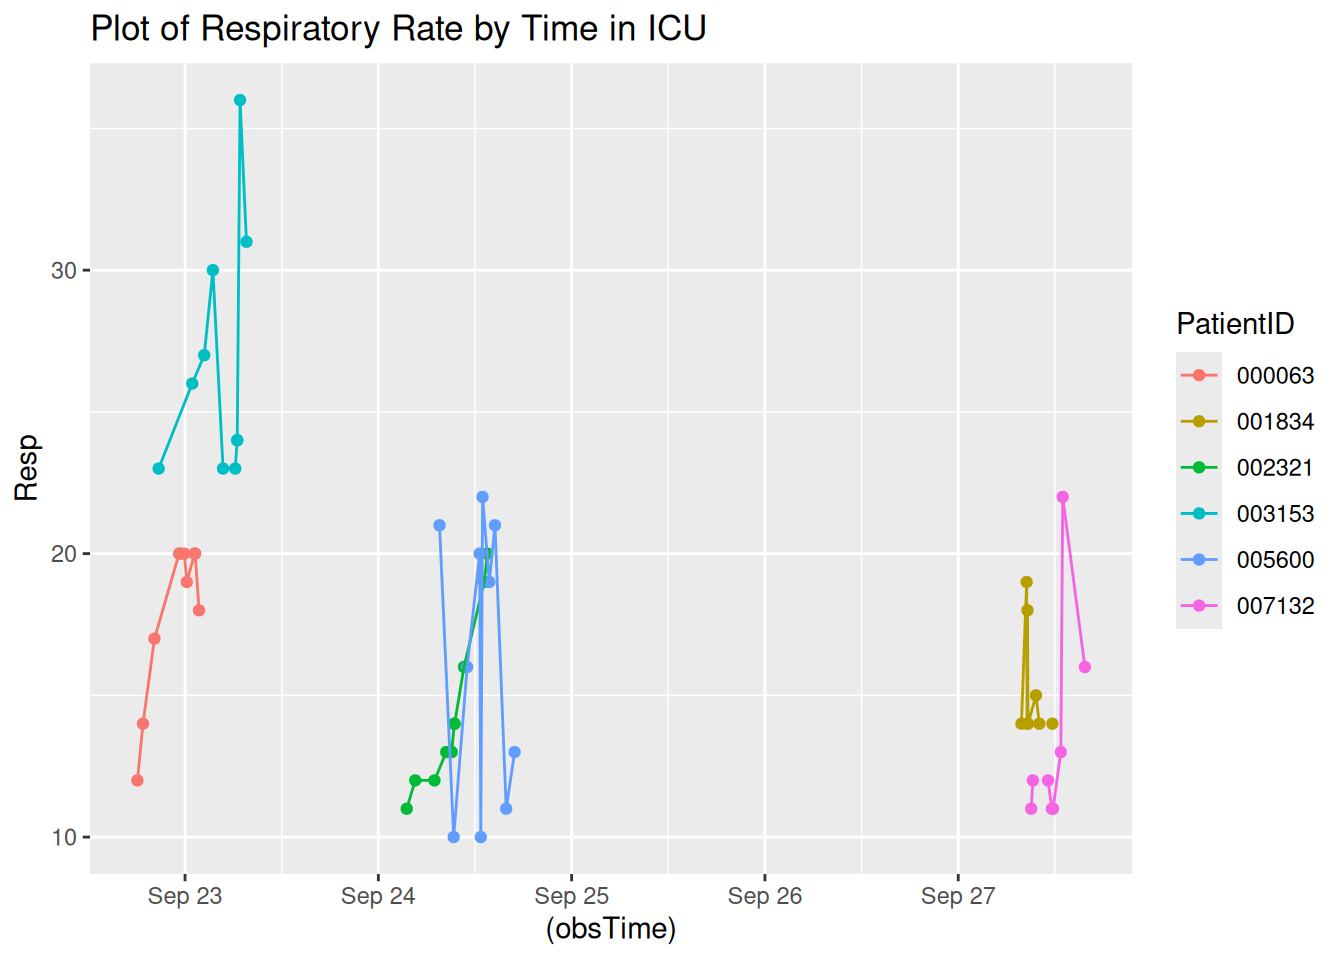 Plot of Respiratory Rate by Time in ICU
Resp
30
20
10
Sep 23 Sep 24 Sep 25 Sep 26 Sep 27
(obsTime)
PatientID
000063
001834
002321
003153
005600
007132